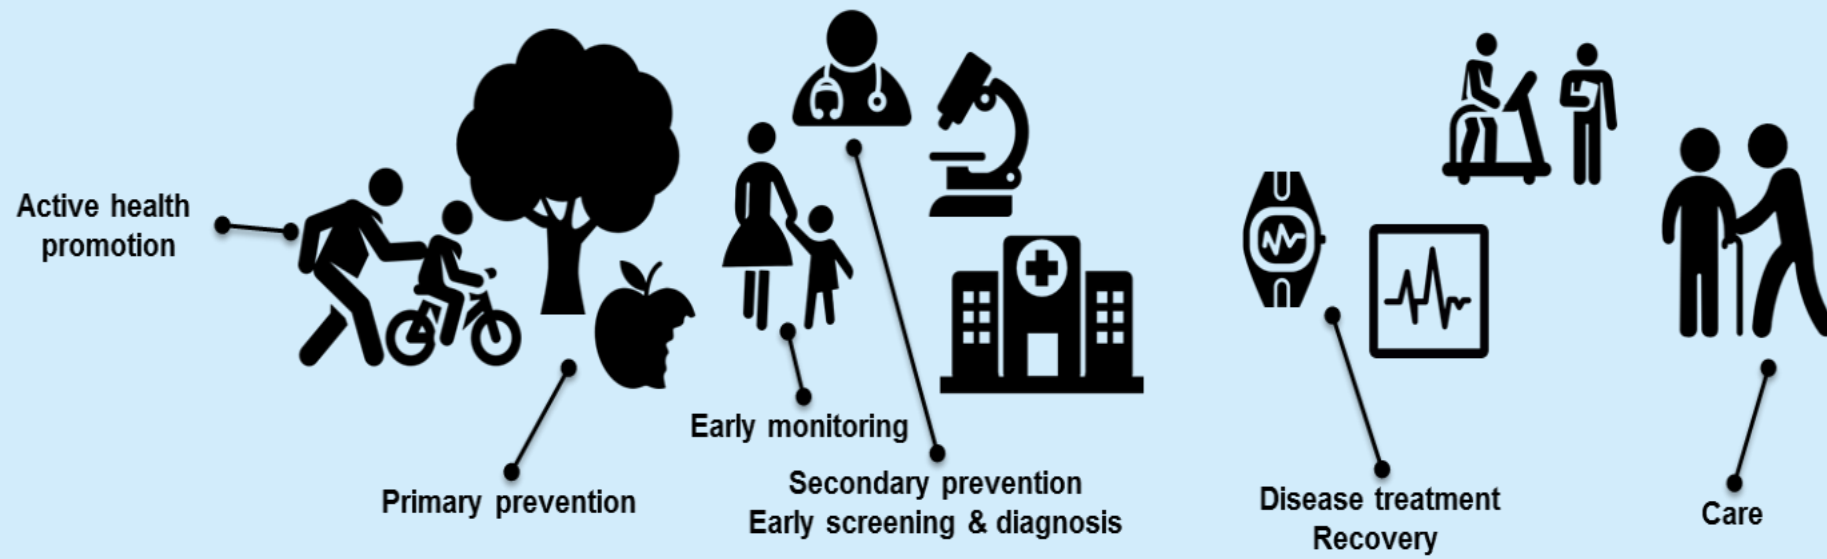 Active health
promotion
Primary prevention
Early monitoring
Secondary prevention
Early screening & diagnosis
Disease treatment
Recovery
Care